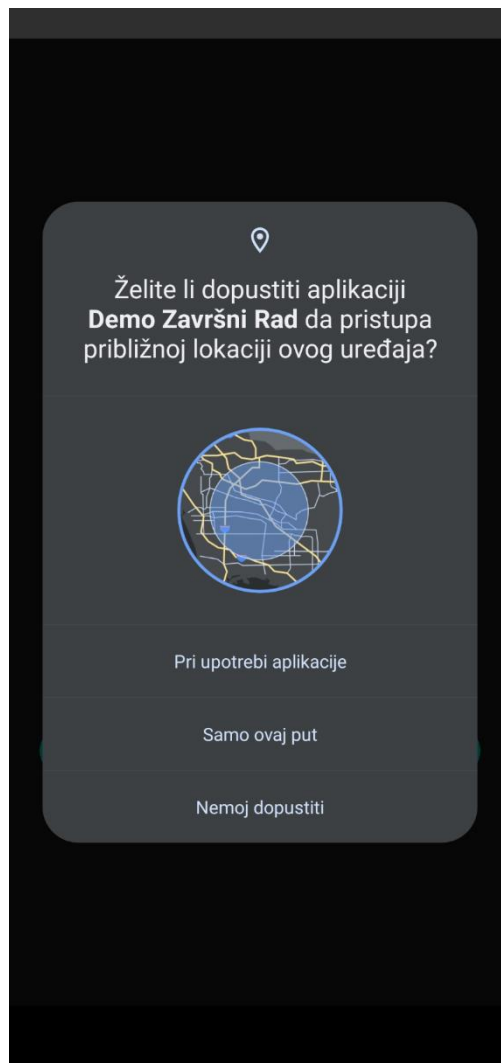 Želite li dopustiti aplikaciji
Demo Završni Rad da pristupa
približnoj lokaciji ovog uređaja?
Pri upotrebi aplikacije
Samo ovaj put
Nemoj dopustiti